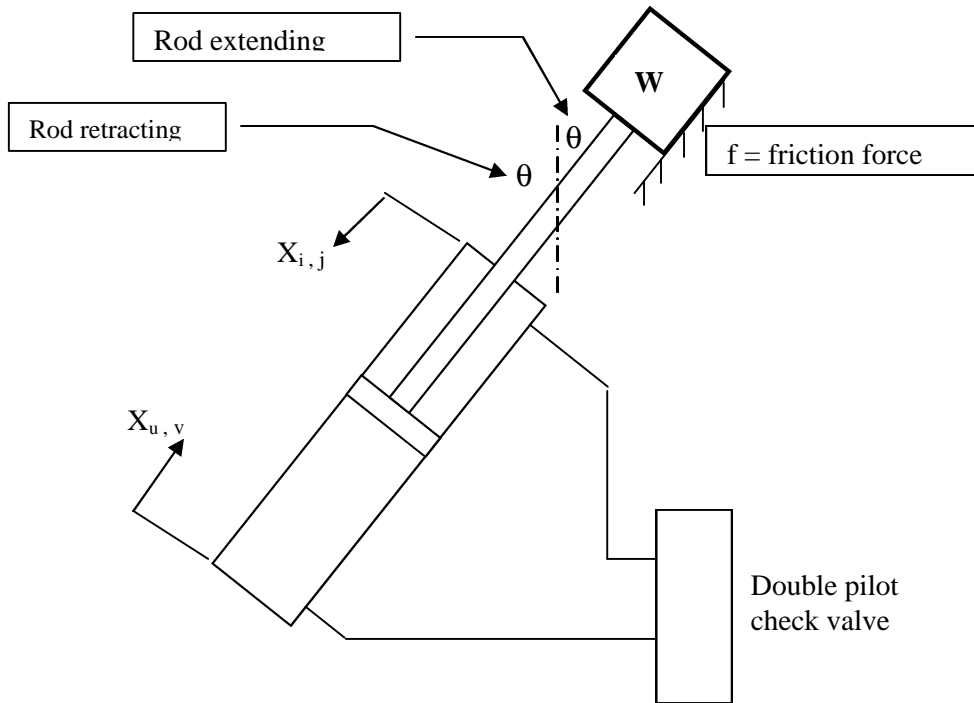 Rod extending
W
Rod retracting
θ
θ
f = friction force
Xi , j
Xu , v
Double pilot
check valve